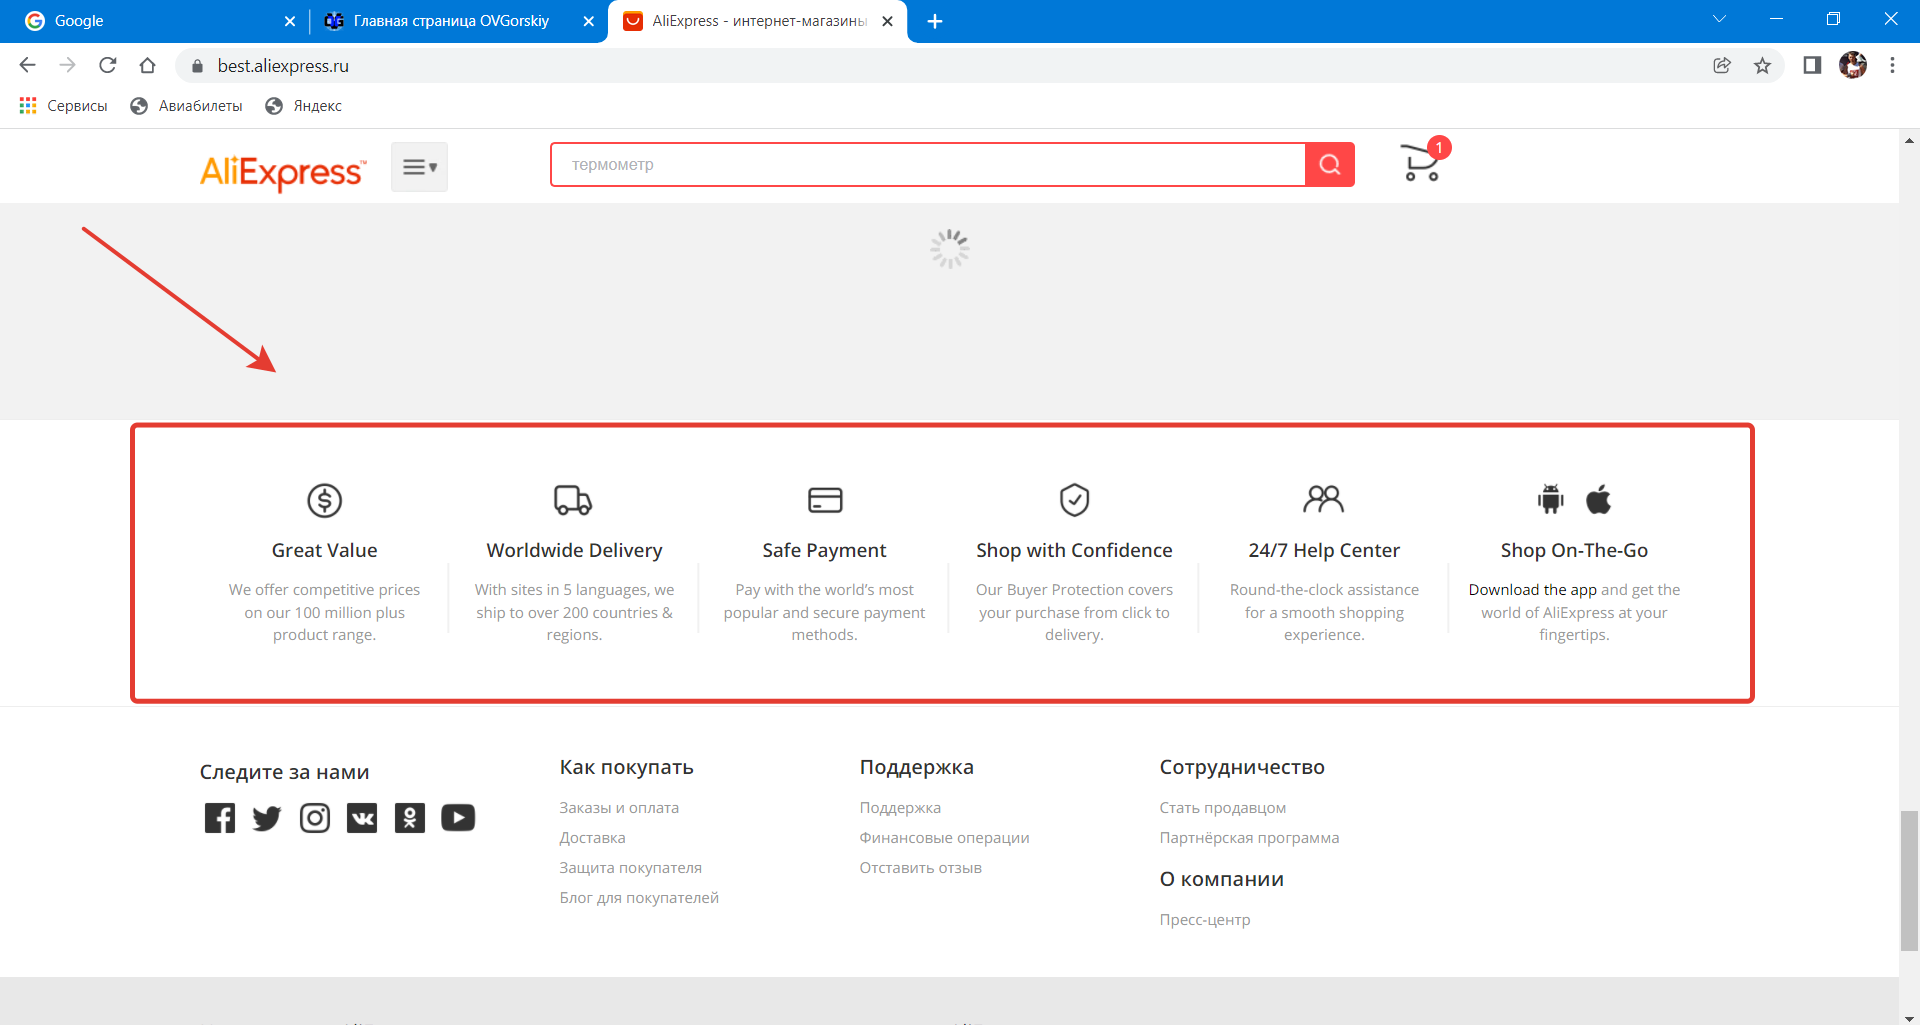 Google
Главная страница OVGorskiy
AliExpress - интернет-магазины
best.aliexpress.ru
Сервисы
Авиабилеты
Яндекс
AliExpress™
термометр
1
Great Value
We offer competitive prices
on our 100 million plus
product range.
Worldwide Delivery
With sites in 5 languages, we
ship to over 200 countries &
regions.
Safe Payment
Pay with the world’s most
popular and secure payment
methods.
Shop with Confidence
Our Buyer Protection covers
your purchase from click to
delivery.
24/7 Help Center
Round-the-clock assistance
for a smooth shopping
experience.
Shop On-The-Go
Download the app and get the
world of AliExpress at your
fingertips.
Следите за нами
Как покупать
Заказы и оплата
Доставка
Защита покупателя
Блог для покупателей
Поддержка
Поддержка
Финансовые операции
Отставить отзыв
Сотрудничество
Стать продавцом
Партнёрская программа
О компании
Пресс-центр